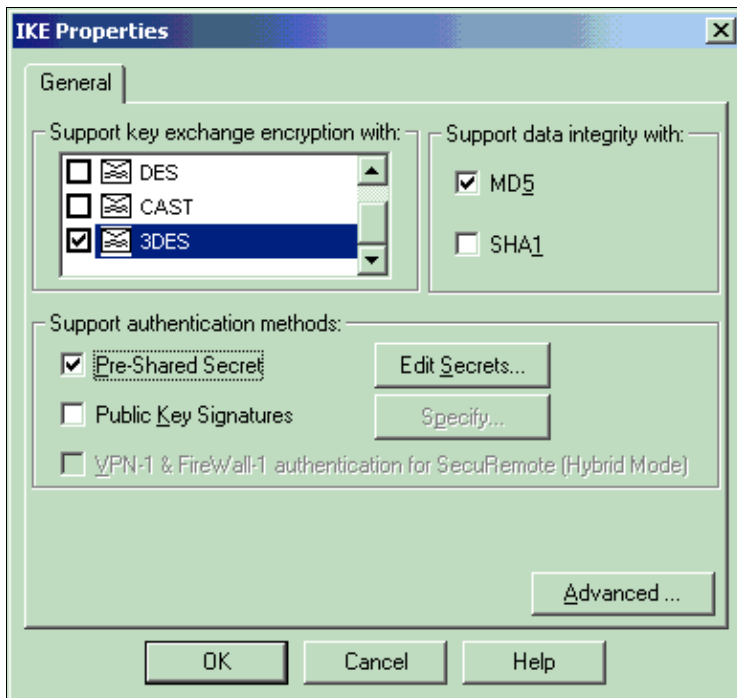 IKE Properties
General
Support key exchange encryption with:
DES
CAST
3DES
Support data integrity with:
MD5
SHA1
Support authentication methods:
Pre-Shared Secret
Edit Secrets...
Public Key Signatures
Specify...
VPN-1 & FireWall-1 authentication for SecuRemote (Hybrid Mode)
Advanced ...
OK
Cancel
Help